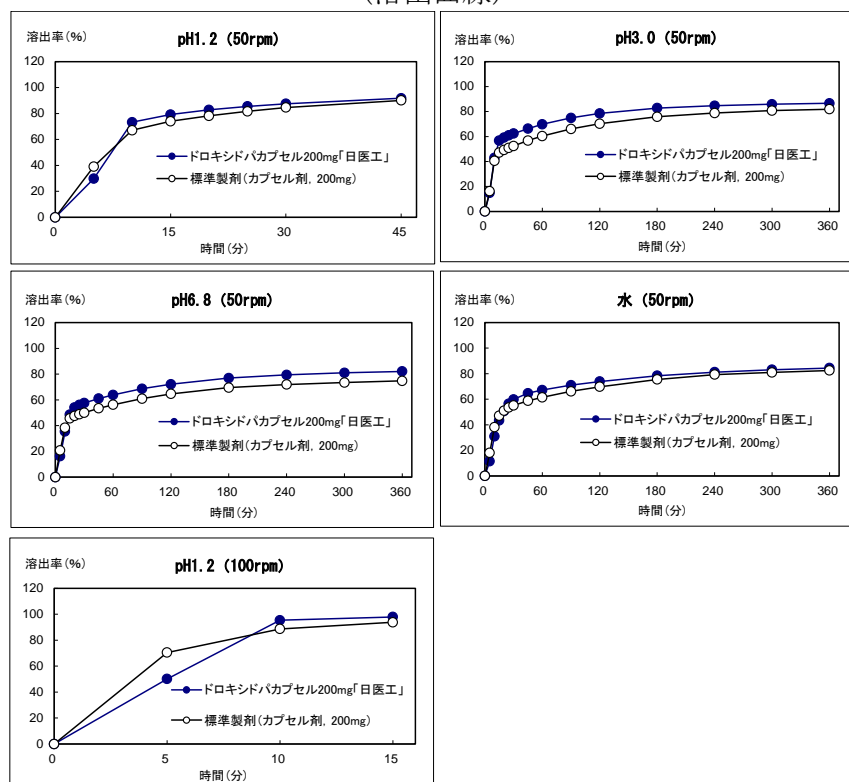 溶出率(%)
pH1.2 (50rpm)
120
100
80
60
40
20
0
0 15 30 45
時間(分)
ドロキシドパカプセル200mg「日医工」
標準製剤(カプセル剤, 200mg)
溶出率(%)
pH3.0 (50rpm)
120
100
80
60
40
20
0
0 60 120 180 240 300 360
時間(分)
ドロキシドパカプセル200mg「日医工」
標準製剤(カプセル剤, 200mg)
溶出率(%)
pH6.8 (50rpm)
120
100
80
60
40
20
0
0 60 120 180 240 300 360
時間(分)
ドロキシドパカプセル200mg「日医工」
標準製剤(カプセル剤, 200mg)
溶出率(%)
水 (50rpm)
120
100
80
60
40
20
0
0 60 120 180 240 300 360
時間(分)
ドロキシドパカプセル200mg「日医工」
標準製剤(カプセル剤, 200mg)
溶出率(%)
pH1.2 (100rpm)
120
100
80
60
40
20
0
0 5 10 15
時間(分)
ドロキシドパカプセル200mg「日医工」
標準製剤(カプセル剤, 200mg)